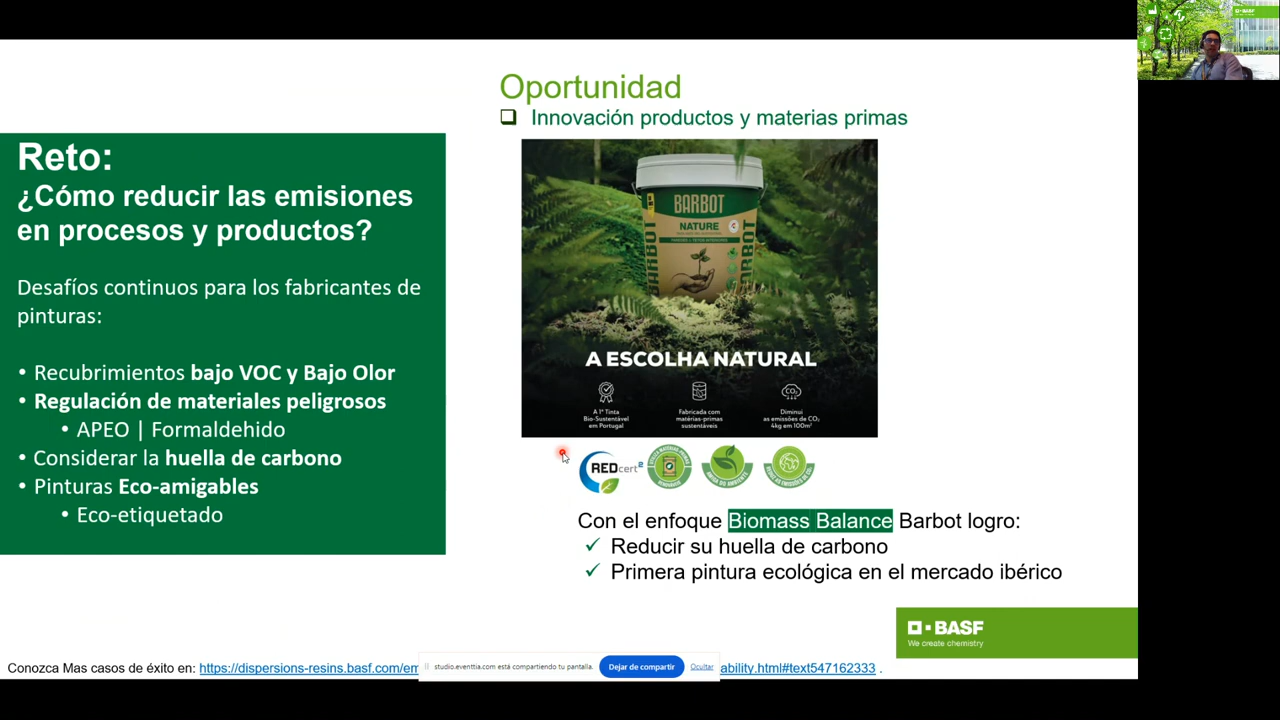 Reto:
¿Cómo reducir las emisiones
en procesos y productos?
Desafíos continuos para los fabricantes de
pinturas:
• Recubrimientos bajo VOC y Bajo Olor
• Regulación de materiales peligrosos
• APEO | Formaldehido
• Considerar la huella de carbono
• Pinturas Eco-amigables
• Eco-etiquetado
Oportunidad
❑ Innovación productos y materias primas
BARBOT
NATURE
BARBOT
BARBOT
A ESCOLHA NATURAL
A 1ª Tinta
Bio-Sustentável
em Portugal
Fabricada com
matérias-primas
sustentáveis
Diminui
as emissões de CO₂
4kg em 100m²
CO₂
REDcert²
AMIGA DO AMBIENTE
Con el enfoque Biomass Balance Barbot logro:
✓ Reducir su huella de carbono
✓ Primera pintura ecológica en el mercado ibérico
BASF
We create chemistry
Conozca Mas casos de éxito en: https://dispersions-resins.basf.com/em
ability.html#text547162333 .
studio.eventtia.com está compartiendo tu pantalla.
Dejar de compartir
Ocultar
BASF